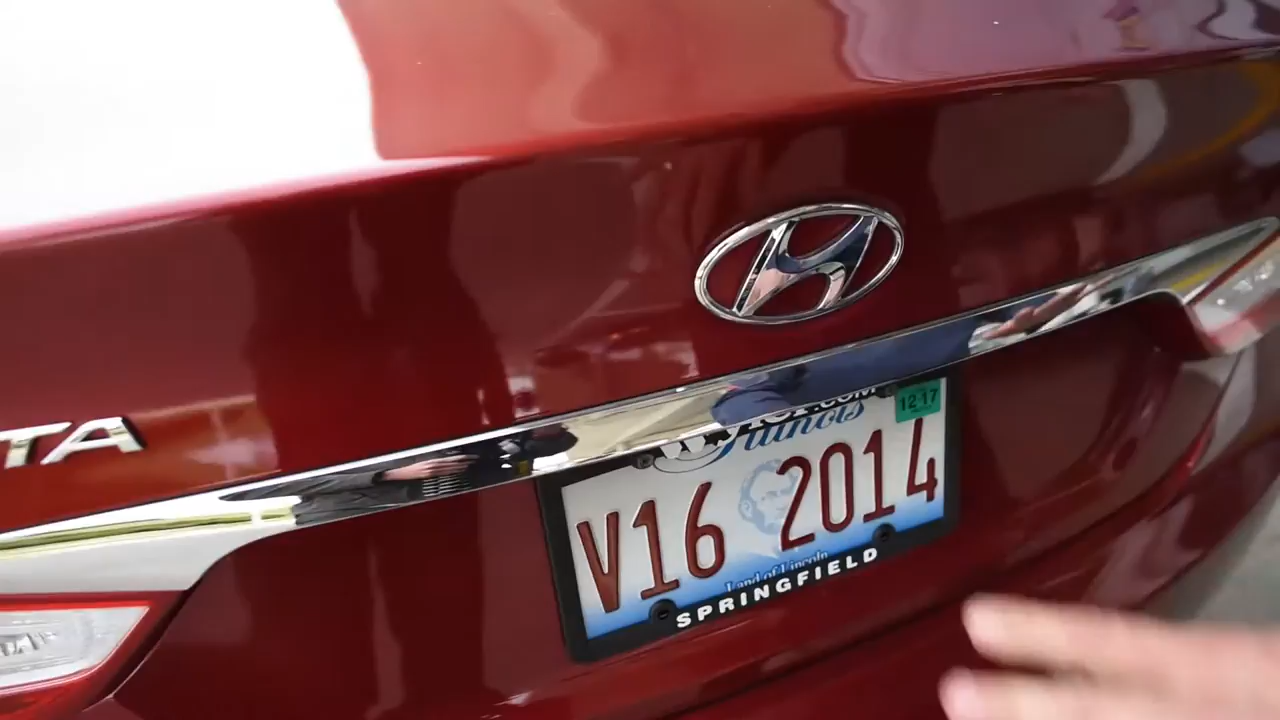 TA
12-17
Illinois
V16 2014
Land of Lincoln
SPRINGFIELD